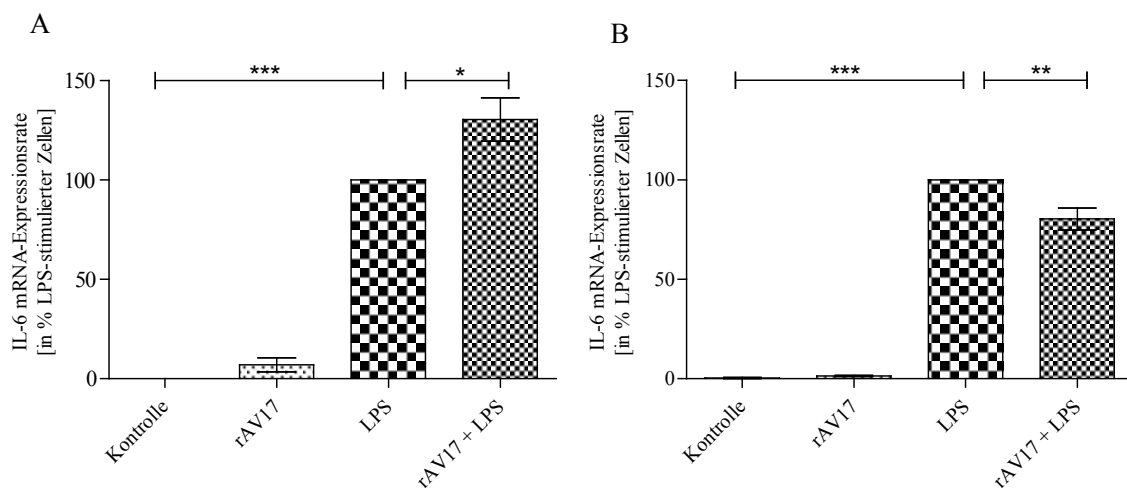 A
IL-6 mRNA-Expressionsrate
[in % LPS-stimulierter Zellen]
150
100
50
0
***
*
Kontrolle
rAV17
LPS
rAV17 + LPS
B
IL-6 mRNA-Expressionsrate
[in % LPS-stimulierter Zellen]
150
100
50
0
***
**
Kontrolle
rAV17
LPS
rAV17 + LPS